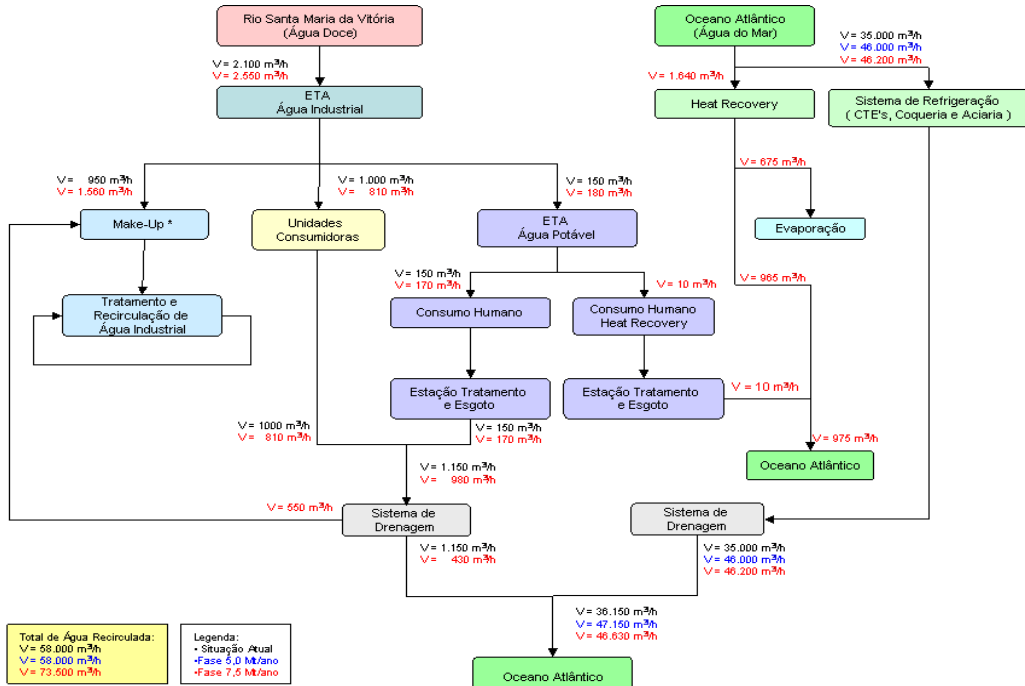 Rio Santa Maria da Vitória
(Água Doce)
Oceano Atlântico
(Água do Mar)
V = 35.000 m³/h
V = 46.000 m³/h
V = 46.200 m³/h
V = 2.100 m³/h
V = 2.550 m³/h
V = 1.640 m³/h
ETA
Água Industrial
Heat Recovery
Sistema de Refrigeração
( CTE's, Coqueria e Aciaria )
V = 950 m³/h
V = 1.560 m³/h
V = 1.000 m³/h
V = 810 m³/h
V = 150 m³/h
V = 180 m³/h
V = 675 m³/h
Make-Up *
Unidades
Consumidoras
ETA
Água Potável
Evaporação
V = 150 m³/h
V = 170 m³/h
V = 10 m³/h
V = 965 m³/h
Tratamento e
Recirculação de
Água Industrial
Consumo Humano
Consumo Humano
Heat Recovery
Estação Tratamento
e Esgoto
Estação Tratamento
e Esgoto
V = 10 m³/h
V = 1000 m³/h
V = 810 m³/h
V = 150 m³/h
V = 170 m³/h
V = 975 m³/h
Oceano Atlântico
V = 1.150 m³/h
V = 980 m³/h
V = 550 m³/h
Sistema de
Drenagem
Sistema de
Drenagem
V = 1.150 m³/h
V = 430 m³/h
V = 35.000 m³/h
V = 46.000 m³/h
V = 46.200 m³/h
V = 36.150 m³/h
V = 47.150 m³/h
V = 46.630 m³/h
Oceano Atlântico
Total de Água Recirculada:
V = 58.000 m³/h
V = 58.000 m³/h
V = 73.500 m³/h
Legenda:
• Situação Atual
•Fase 5,0 Mt/ano
•Fase 7,5 Mt/ano